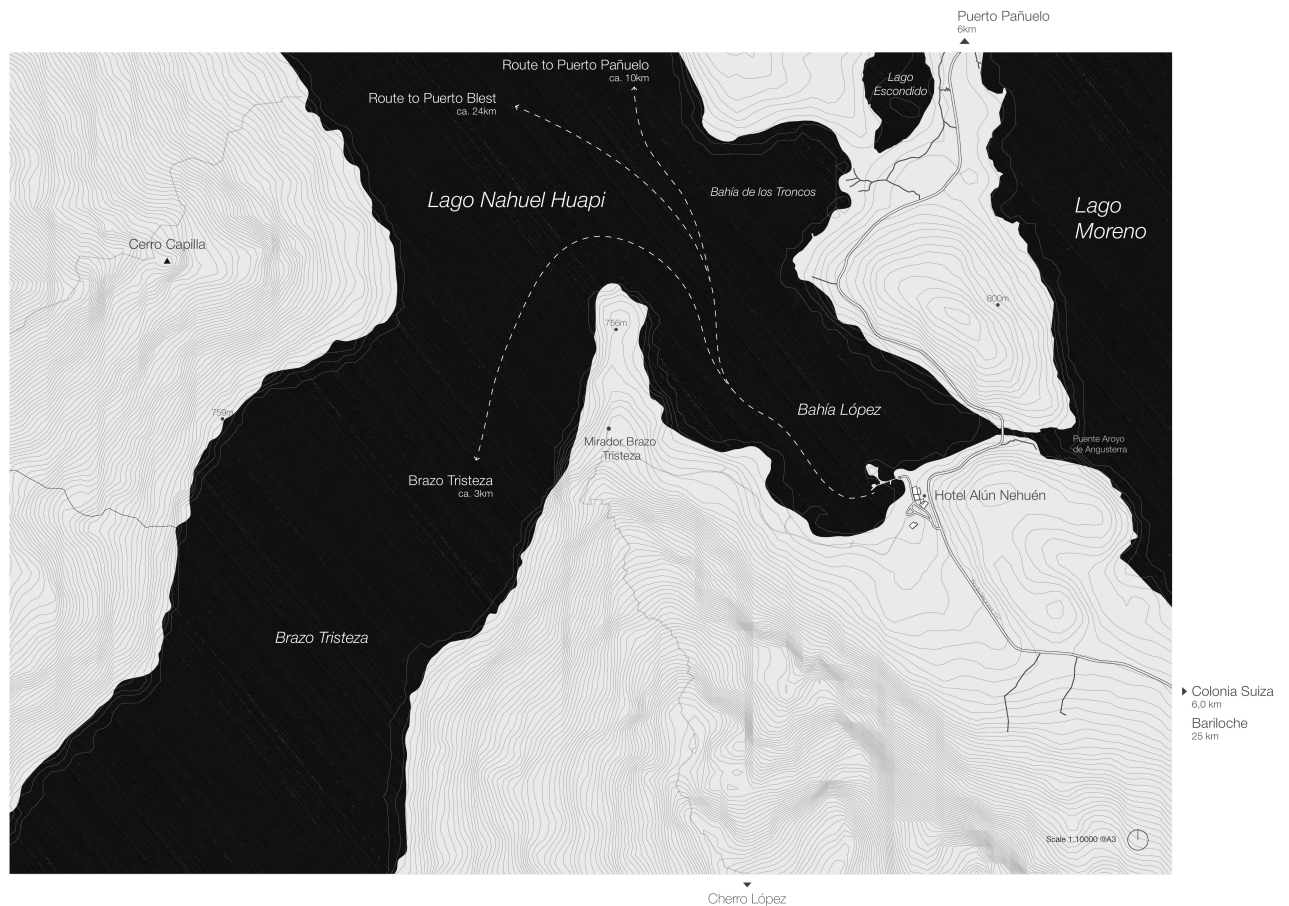 Puerto Pañuelo
6km
Route to Puerto Pañuelo
ca. 10km
Route to Puerto Blest
ca. 24km
Lago
Escondido
Lago Nahuel Huapi
Bahía de los Troncos
Lago
Moreno
Cerro Capilla
800m
756m
759m
Bahía López
Mirador Brazo
Tristeza
Puente Aroyo
de Angusterra
Brazo Tristeza
ca. 3km
Hotel Alún Nehuén
Brazo Tristeza
Colonia Suiza
6,0 km
Bariloche
25 km
Scale 1.10000 @A3
Cherro López